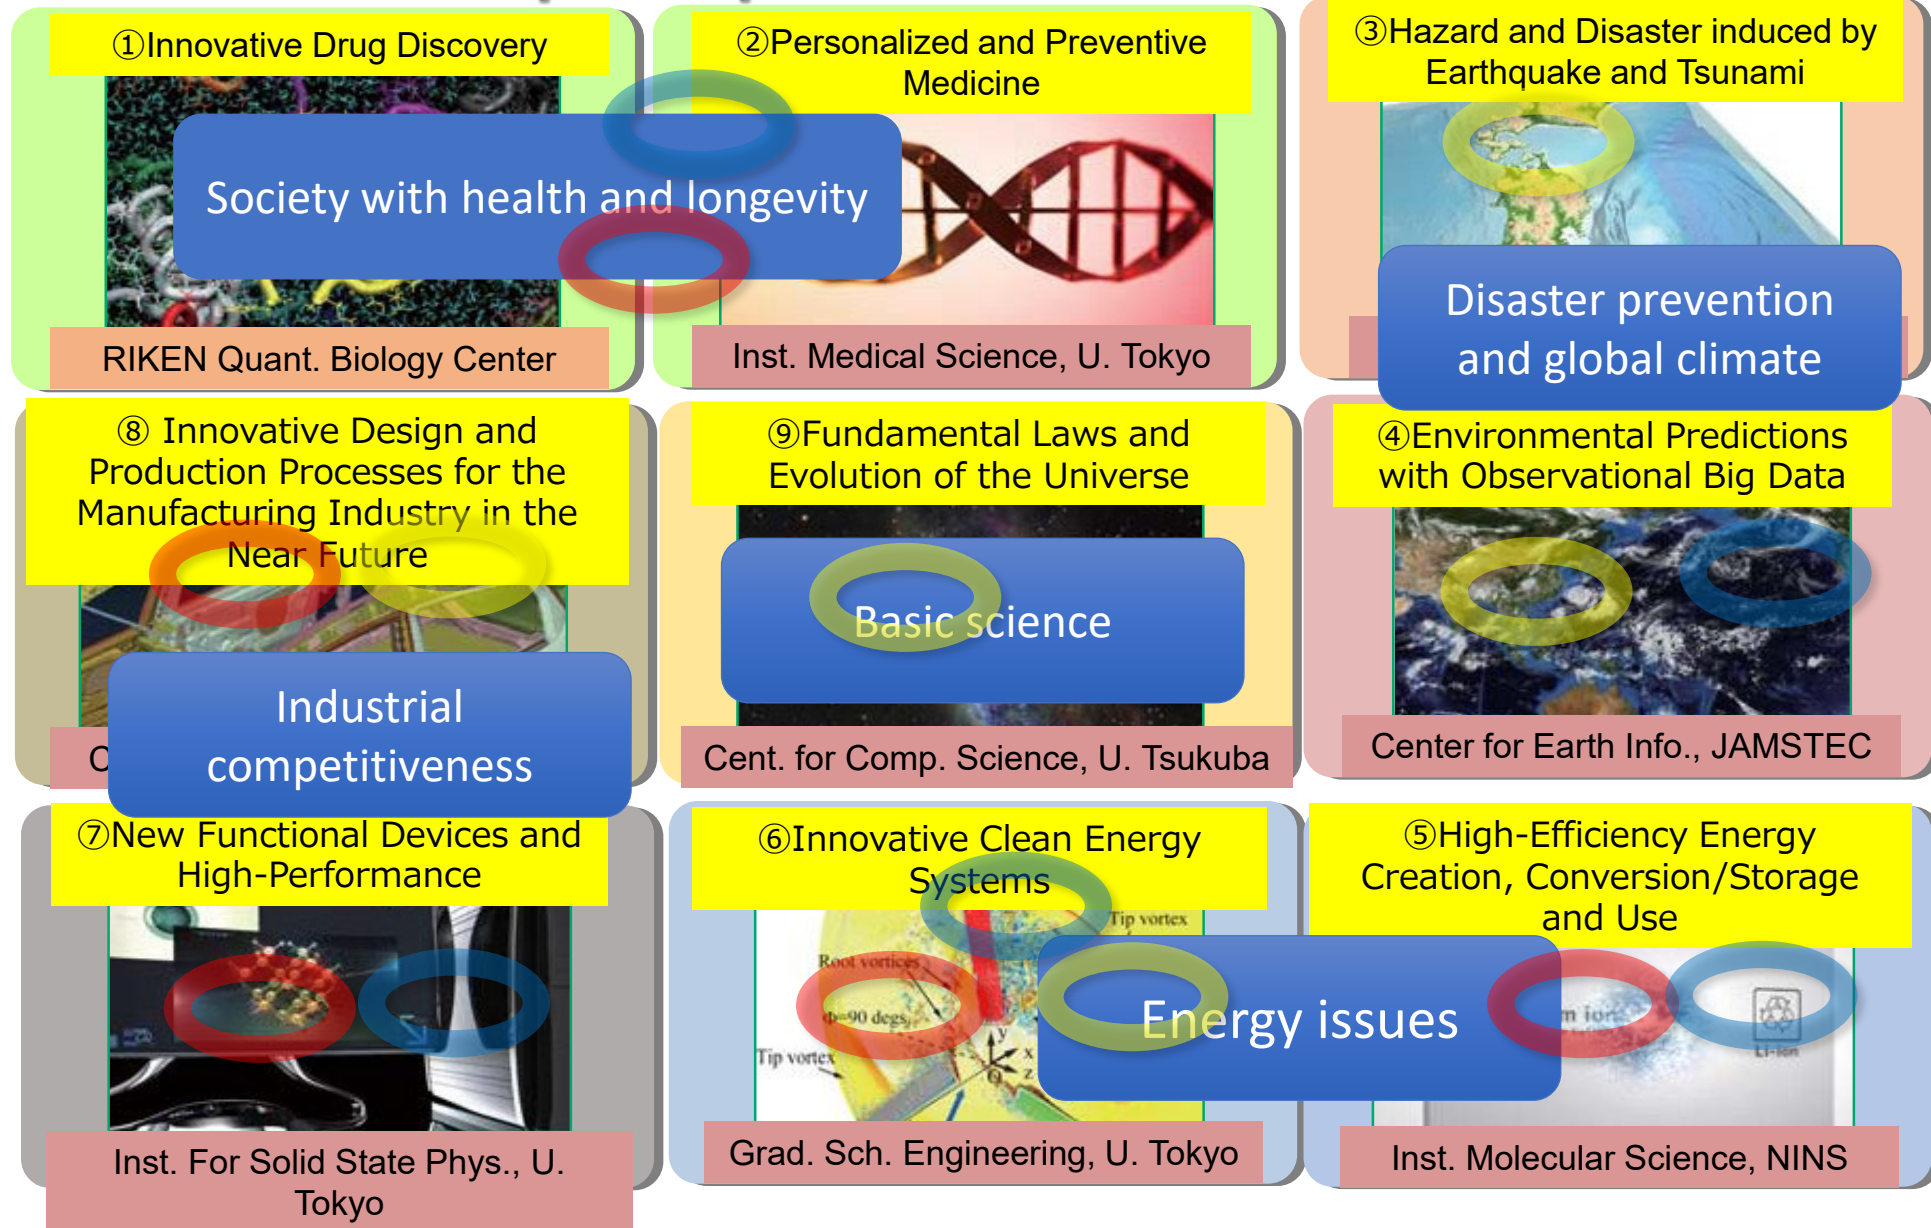 ①Innovative Drug Discovery
②Personalized and Preventive
Medicine
③Hazard and Disaster induced by
Earthquake and Tsunami
Society with health and longevity
Disaster prevention
and global climate
RIKEN Quant. Biology Center
Inst. Medical Science, U. Tokyo
⑧ Innovative Design and
Production Processes for the
Manufacturing Industry in the
Near Future
⑨Fundamental Laws and
Evolution of the Universe
④Environmental Predictions
with Observational Big Data
Basic science
Industrial
competitiveness
C
Cent. for Comp. Science, U. Tsukuba
Center for Earth Info., JAMSTEC
⑦New Functional Devices and
High-Performance
⑥Innovative Clean Energy
Systems
⑤High-Efficiency Energy
Creation, Conversion/Storage
and Use
Tip vortex
Root vortices
Φ=90 degs.
Tip vortex
y
x
z
Energy issues
m ion
Li-ion
Inst. For Solid State Phys., U.
Tokyo
Grad. Sch. Engineering, U. Tokyo
Inst. Molecular Science, NINS